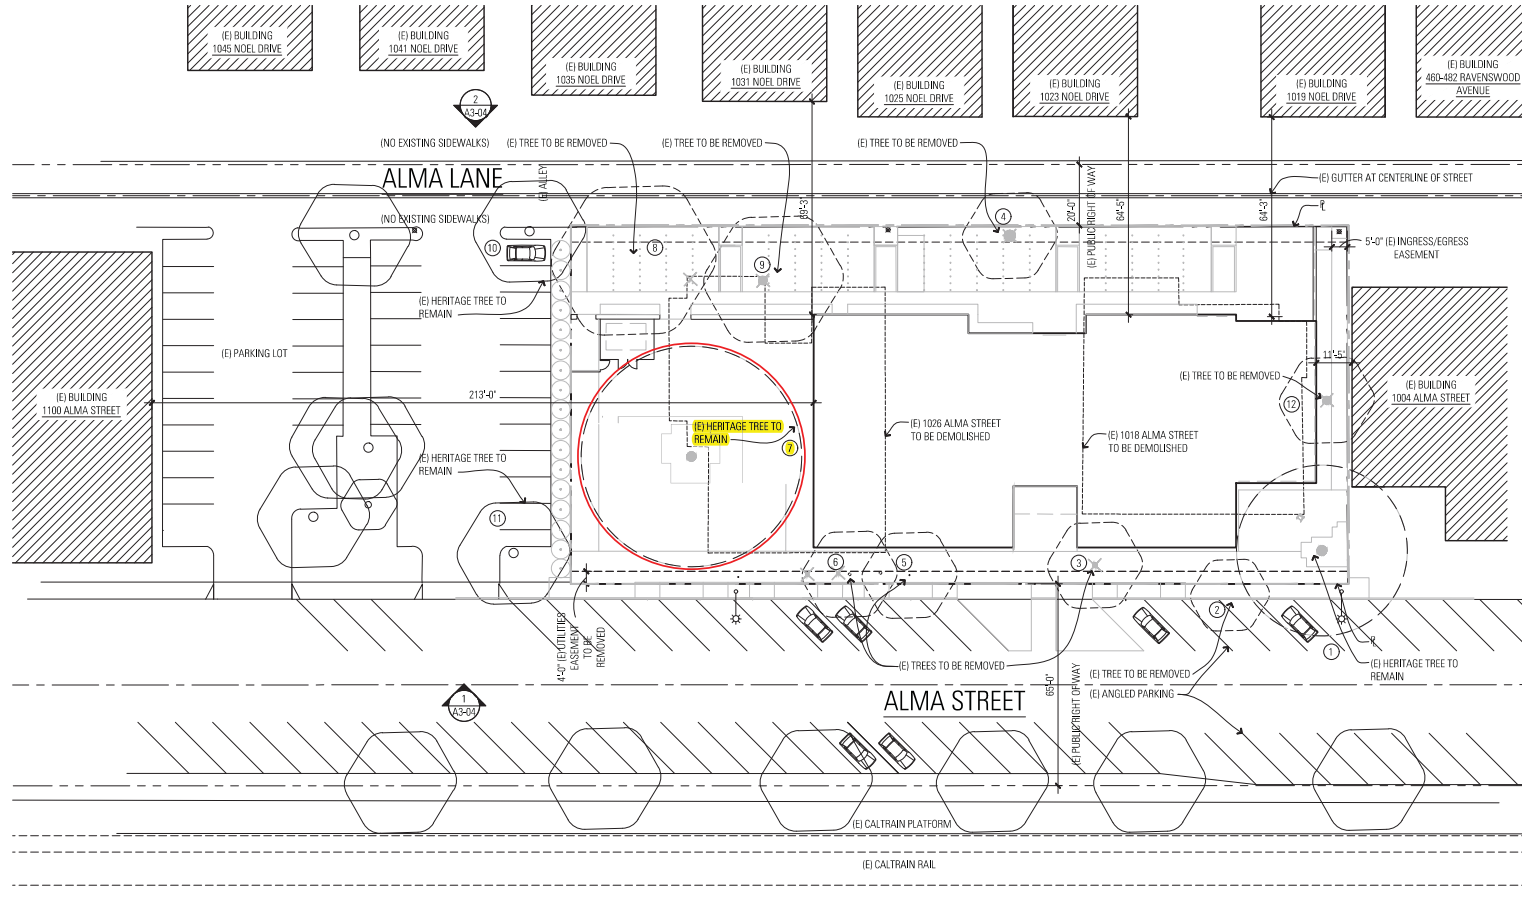 (E) BUILDING
1045 NOEL DRIVE
(E) BUILDING
1041 NOEL DRIVE
(E) BUILDING
1035 NOEL DRIVE
(E) BUILDING
1031 NOEL DRIVE
(E) BUILDING
1025 NOEL DRIVE
(E) BUILDING
1023 NOEL DRIVE
(E) BUILDING
1019 NOEL DRIVE
(E) BUILDING
460-482 RAVENSWOOD
AVENUE
2
A3-04
(NO EXISTING SIDEWALKS)
(E) TREE TO BE REMOVED
(E) TREE TO BE REMOVED
(E) TREE TO BE REMOVED
ALMA LANE
(E) ALLEY
(E) GUTTER AT CENTERLINE OF STREET
(NO EXISTING SIDEWALKS)
39'-3"
20'-0"
(E) PUBLIC RIGHT OF WAY
64'-5"
64'-3"
PL
4
10
8
9
5'-0" (E) INGRESS/EGRESS
EASEMENT
(E) HERITAGE TREE TO
REMAIN
(E) PARKING LOT
11'-5"
(E) TREE TO BE REMOVED
(E) BUILDING
1100 ALMA STREET
213'-0"
12
(E) BUILDING
1004 ALMA STREET
(E) HERITAGE TREE TO
REMAIN
7
(E) 1026 ALMA STREET
TO BE DEMOLISHED
(E) 1018 ALMA STREET
TO BE DEMOLISHED
(E) HERITAGE TREE TO
REMAIN
11
6
5
3
2
1
4'-0" (E) UTILITIES
EASEMENT
TO BE
REMOVED
PL
(E) TREES TO BE REMOVED
(E) HERITAGE TREE TO
REMAIN
(E) TREE TO BE REMOVED
(E) ANGLED PARKING
1
A3-04
ALMA STREET
65'-0"
(E) PUBLIC RIGHT OF WAY
(E) CALTRAIN PLATFORM
(E) CALTRAIN RAIL